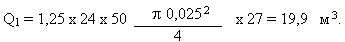 Q₁ = 1,25 x 24 x 50 π 0,025² / 4 x 27 = 19,9 м³.